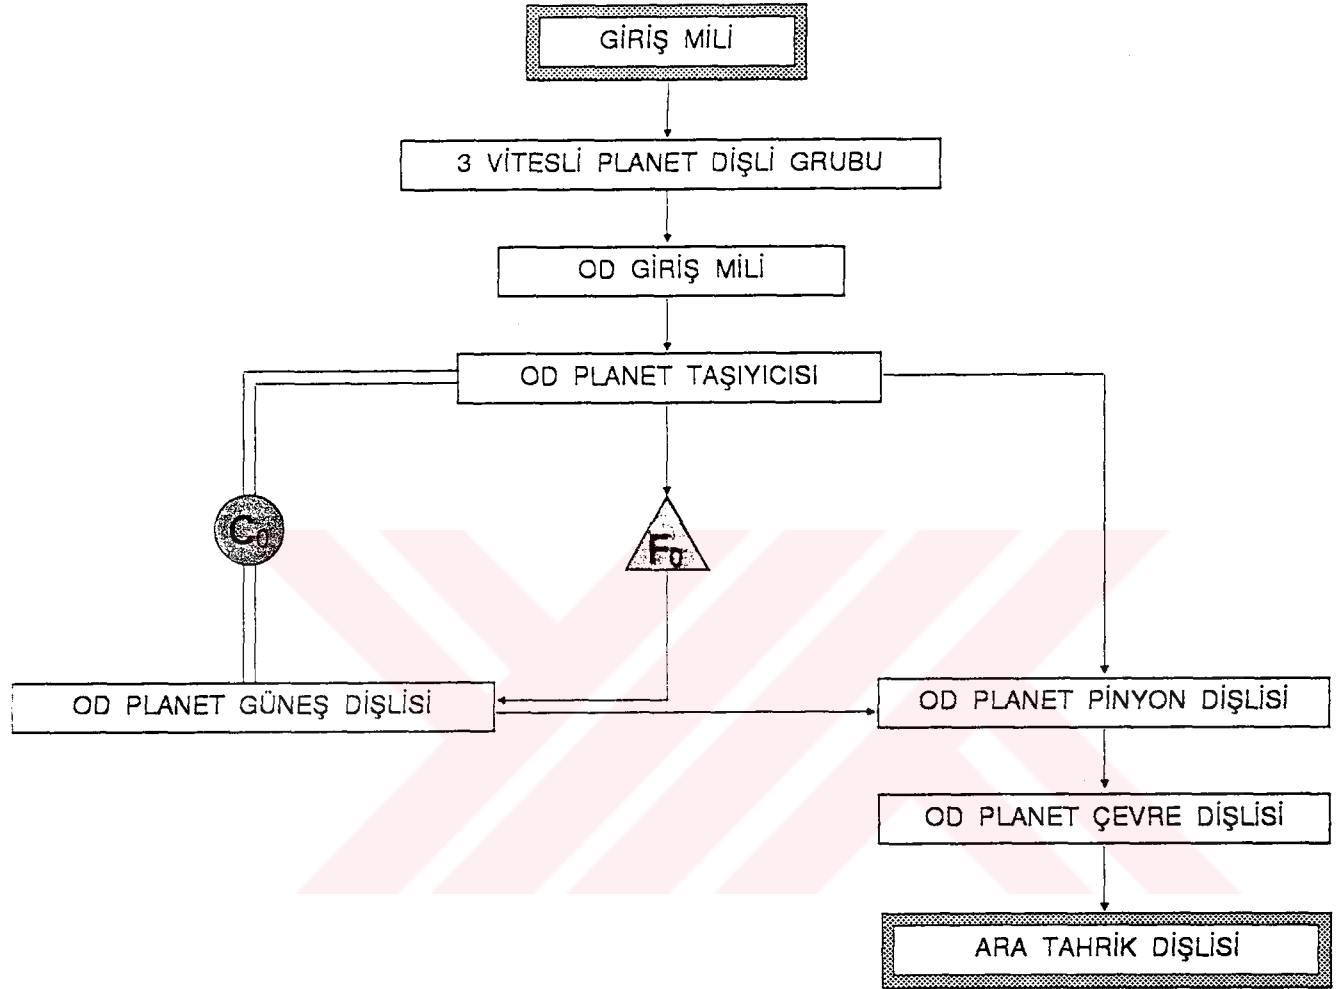 GİRİŞ MİLİ
3 VİTESLİ PLANET DİŞLİ GRUBU
OD GİRİŞ MİLİ
OD PLANET TAŞIYICISI
C0
F0
OD PLANET GÜNEŞ DİŞLİSİ
OD PLANET PİNYON DİŞLİSİ
OD PLANET ÇEVRE DİŞLİSİ
ARA TAHRİK DİŞLİSİ